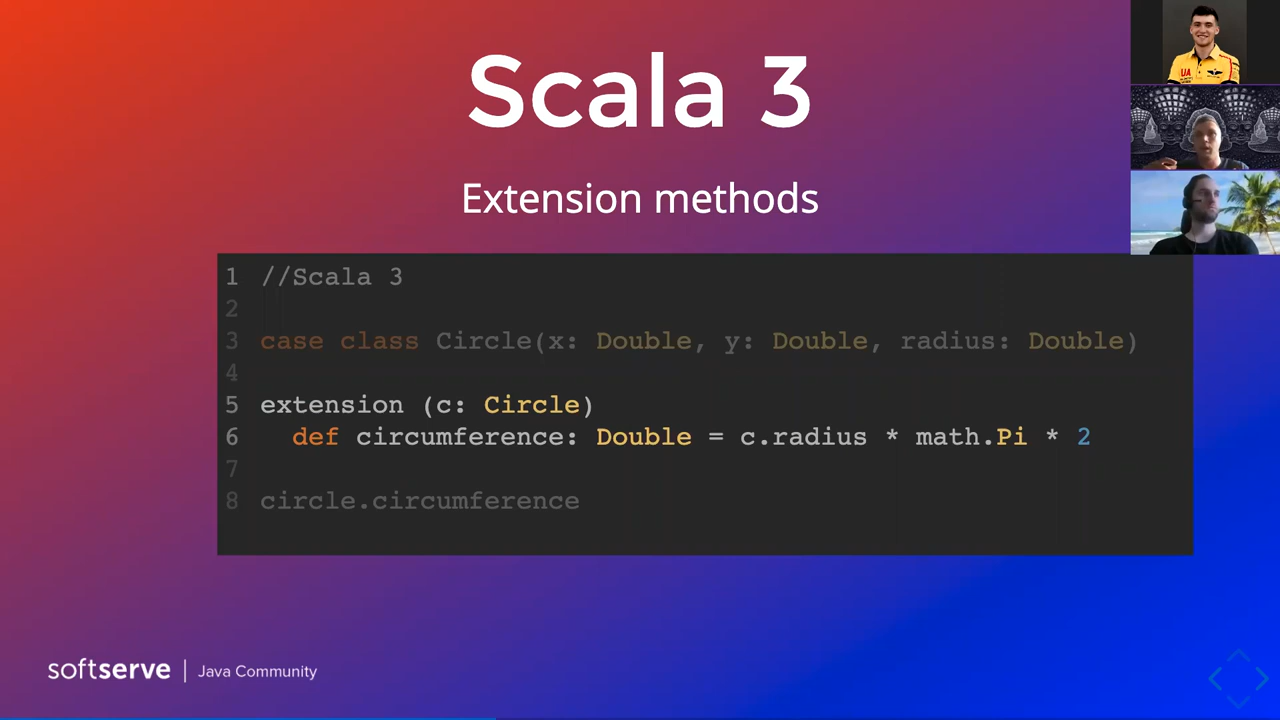 Scala 3
Extension methods
1 //Scala 3
2
3 case class Circle(x: Double, y: Double, radius: Double)
4
5 extension (c: Circle)
6   def circumference: Double = c.radius * math.Pi * 2
7
8 circle.circumference
UA
softserve | Java Community